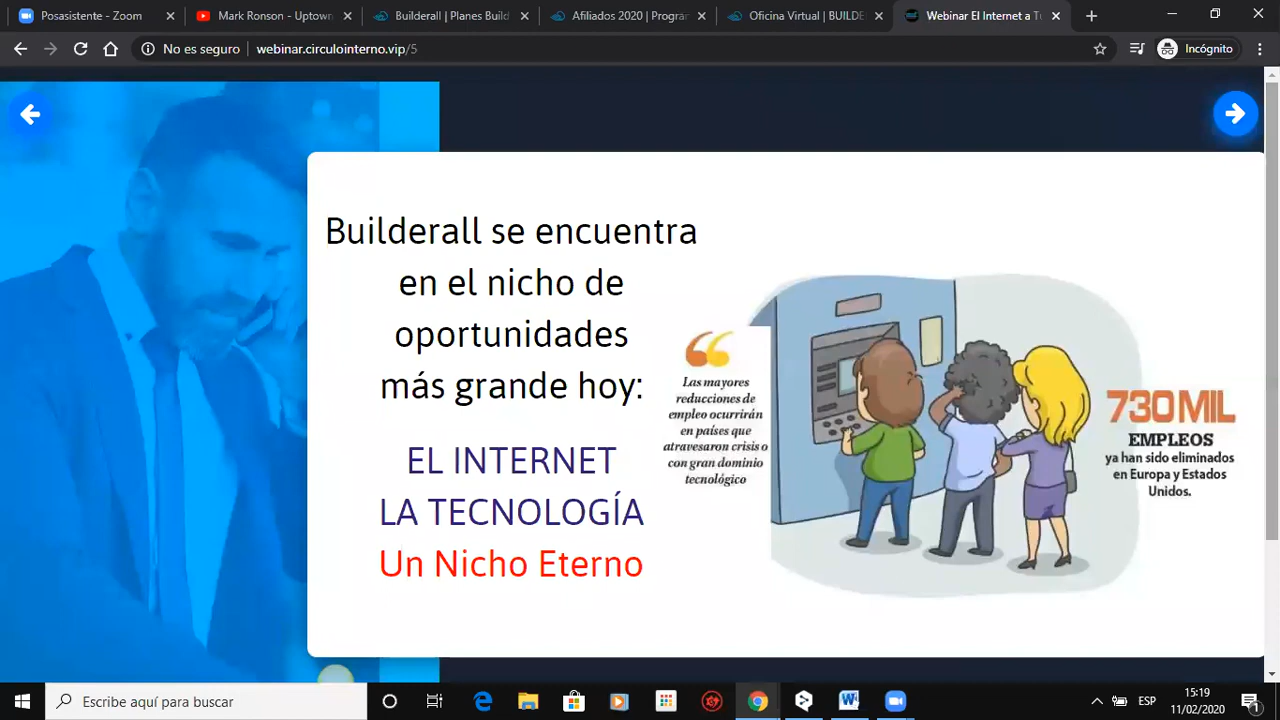 Posasistente - Zoom
Mark Ronson - Uptown
Builderall | Planes Build
Afiliados 2020 | Prográn
Oficina Virtual | BUILDE
Webinar El Internet a T
No es seguro
webinar.circulointerno.vip/5
Incógnito
Builderall se encuentra
en el nicho de
oportunidades
más grande hoy:
EL INTERNET
LA TECNOLOGÍA
Un Nicho Eterno
Las mayores
reducciones de
empleo ocurrirán
en países que
atravesaron crisis o
con gran dominio
tecnológico
730 MIL
EMPLEOS
ya han sido eliminados
en Europa y Estados
Unidos.
Escribe aquí para buscar
ESP
15:19
11/02/2020